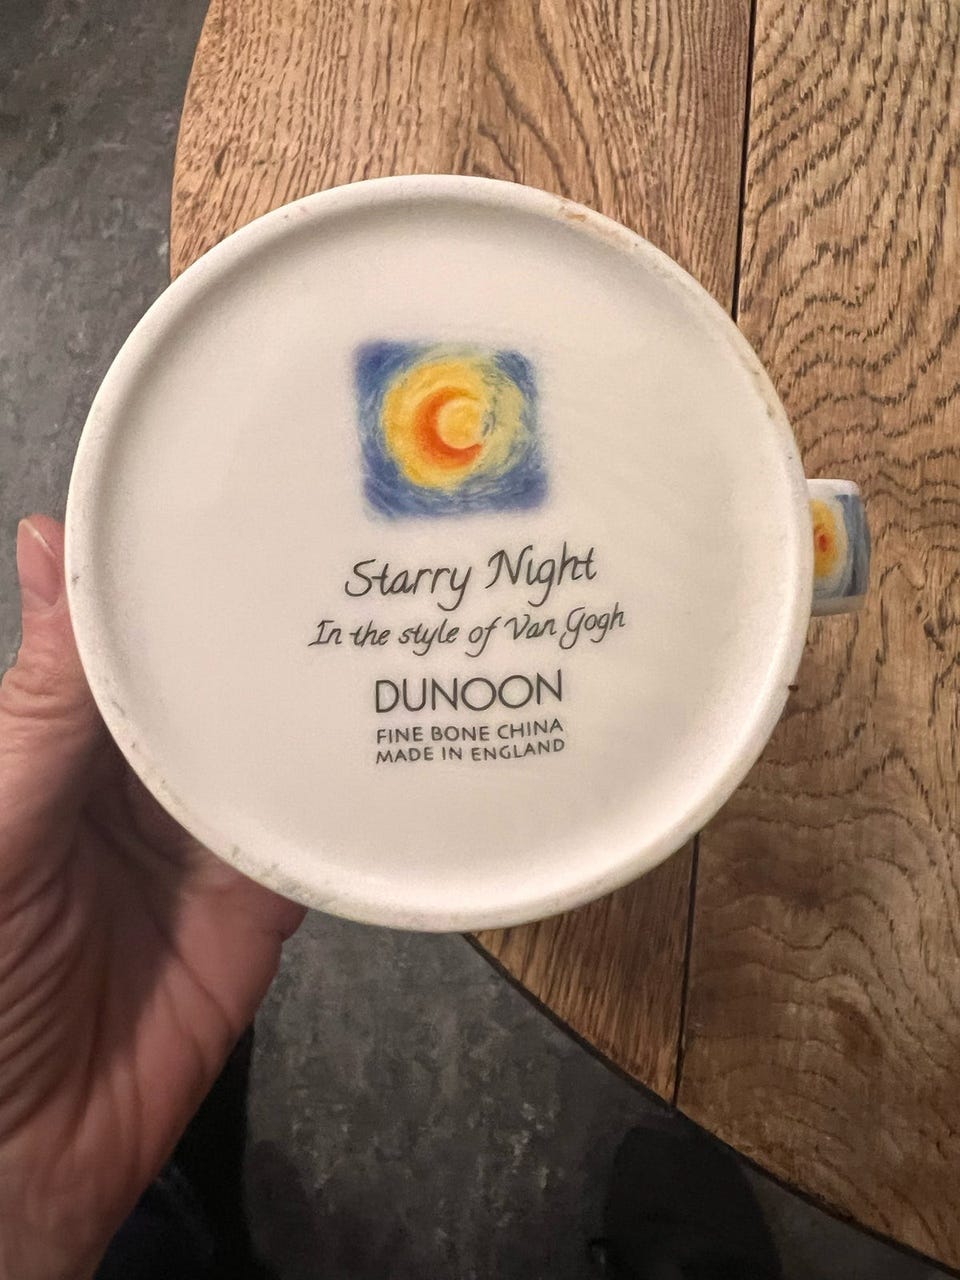 Starry Night
In the style of Van Gogh
DUNOON
FINE BONE CHINA
MADE IN ENGLAND